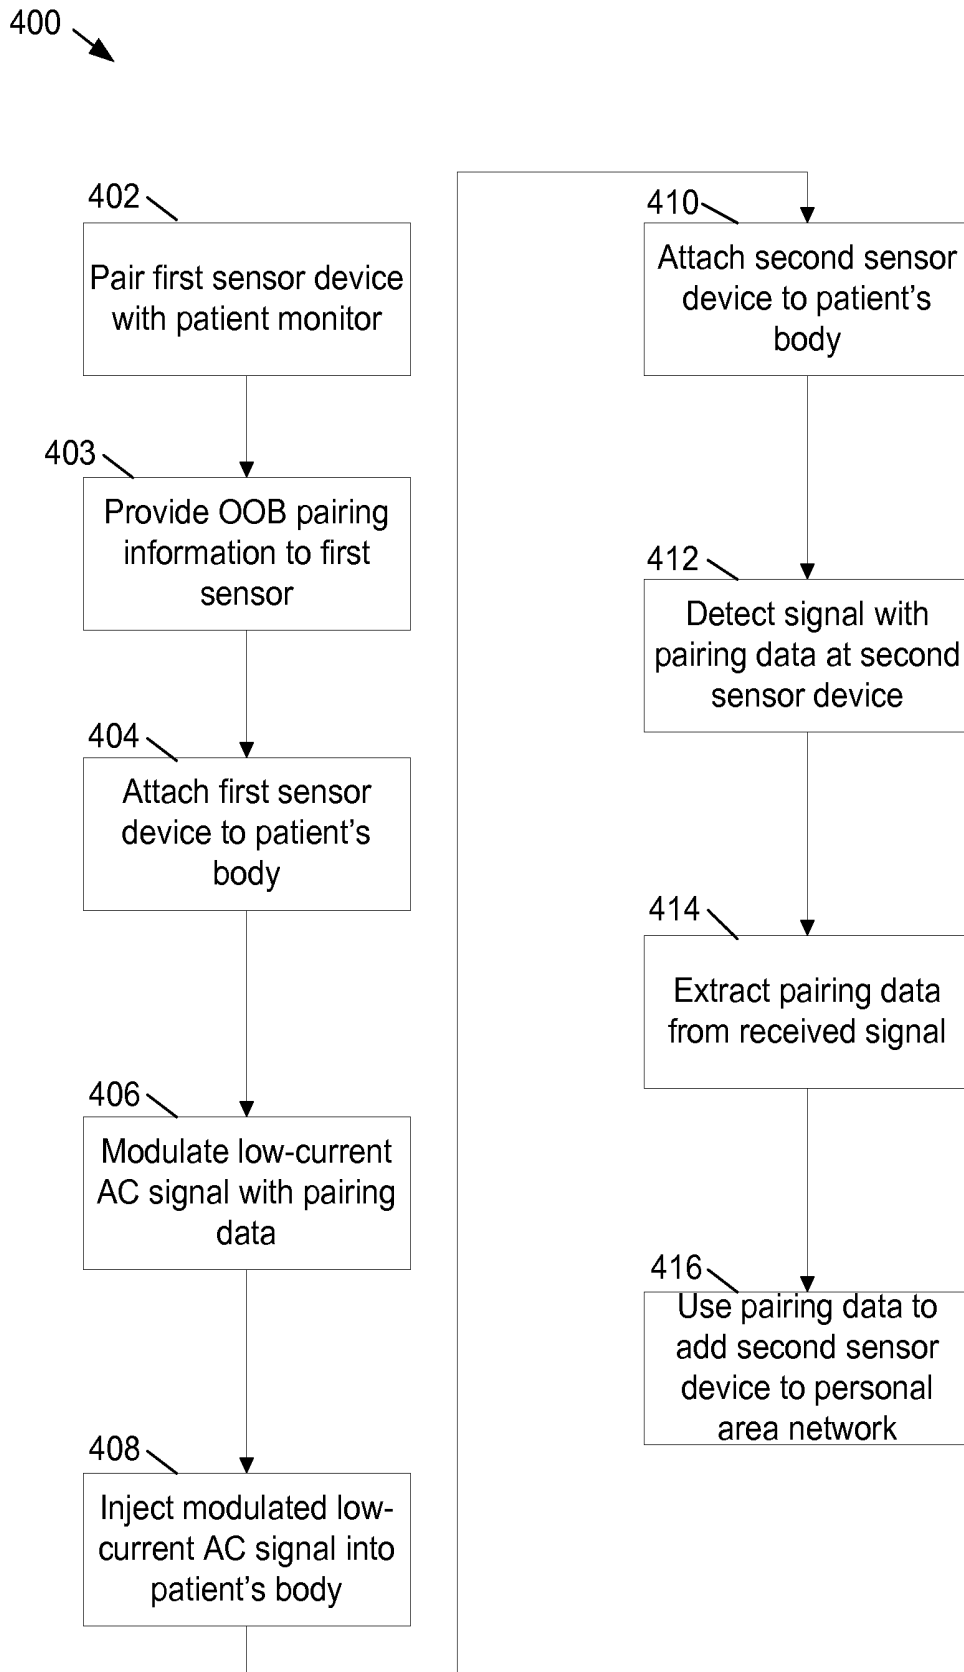 400
402
Pair first sensor device
with patient monitor
403
Provide OOB pairing
information to first
sensor
404
Attach first sensor
device to patient’s
body
406
Modulate low-current
AC signal with pairing
data
408
Inject modulated low-
current AC signal into
patient’s body
410
Attach second sensor
device to patient’s
body
412
Detect signal with
pairing data at second
sensor device
414
Extract pairing data
from received signal
416
Use pairing data to
add second sensor
device to personal
area network